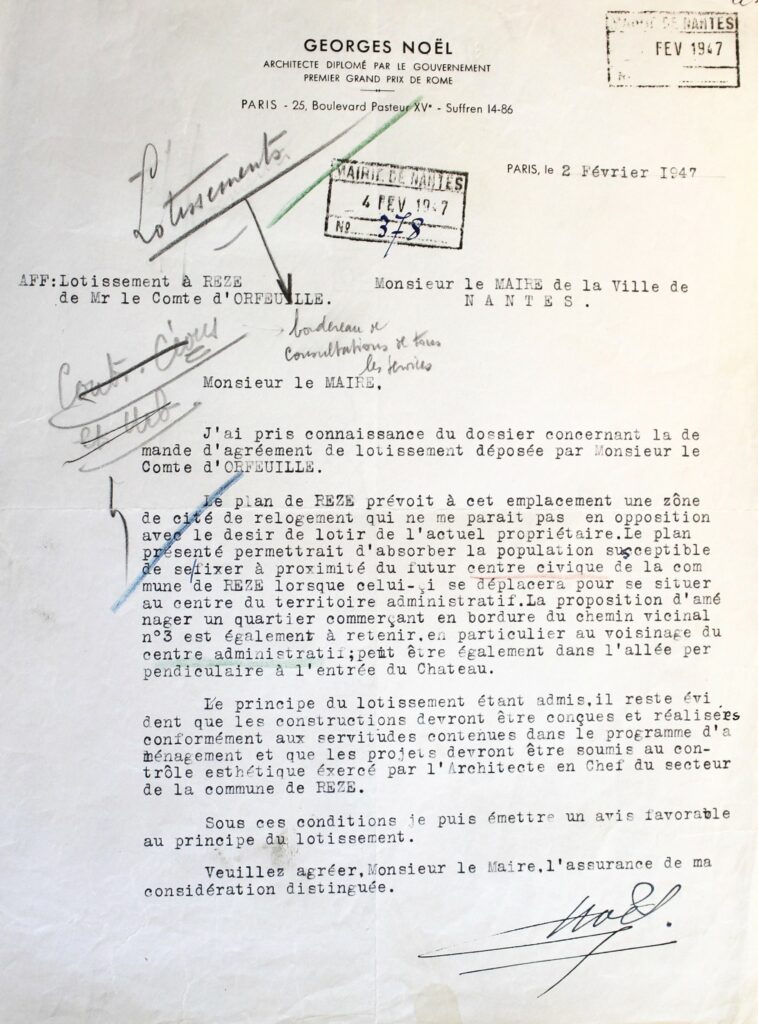 MAIRIE DE NANTES
FEV 1947
N°
GEORGES NOËL
ARCHITECTE DIPLOMÉ PAR LE GOUVERNEMENT
PREMIER GRAND PRIX DE ROME
PARIS - 25, Boulevard Pasteur XVe - Suffren 14-86
Lotissements
PARIS, le 2 Février 1947
MAIRIE DE NANTES
4 FEV 1947
No 378
AFF:Lotissement à REZE
de Mr le Comte d'ORFEUILLE.
Monsieur le MAIRE de la Ville de
N A N T E S .
bordereau de
consultations de tous
les services
Monsieur le MAIRE,
J'ai pris connaissance du dossier concernant la de
mande d'agréement de lotissement déposée par Monsieur le
Comte d'ORFEUILLE.
Le plan de REZE prévoit à cet emplacement une zône
de cité de relogement qui ne me parait pas en opposition
avec le desir de lotir de l'actuel propriétaire.Le plan
présenté permettrait d'absorber la population susceptible
de sefixer à proximité du futur centre civique de la com
mune de REZE lorsque celui-çi se déplacera pour se situer
au centre du territoire administratif.La proposition d'amé
nager un quartier commerçant en bordure du chemin vicinal
n°3 est également à retenir,en particulier au voisinage du
centre administratif;peut être également dans l'allée per
pendiculaire à l'entrée du Chateau.
Le principe du lotissement étant admis,il reste évi
dent que les constructions devront être conçues et réalisers
conformément aux servitudes contenues dans le programme d'a
ménagement et que les projets devront être soumis au con-
trôle esthétique éxercé par l'Architecte en Chef du secteur
de la commune de REZE.
Sous ces conditions je puis émettre un avis favorable
au principe du lotissement.
Veuillez agréer,Monsieur le Maire,l'assurance de ma
considération distinguée.
Noël.